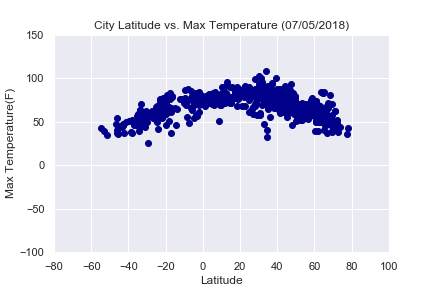 City Latitude vs. Max Temperature (07/05/2018)
150
100
50
0
−50
−100
Max Temperature(F)
−80 −60 −40 −20 0 20 40 60 80 100
Latitude